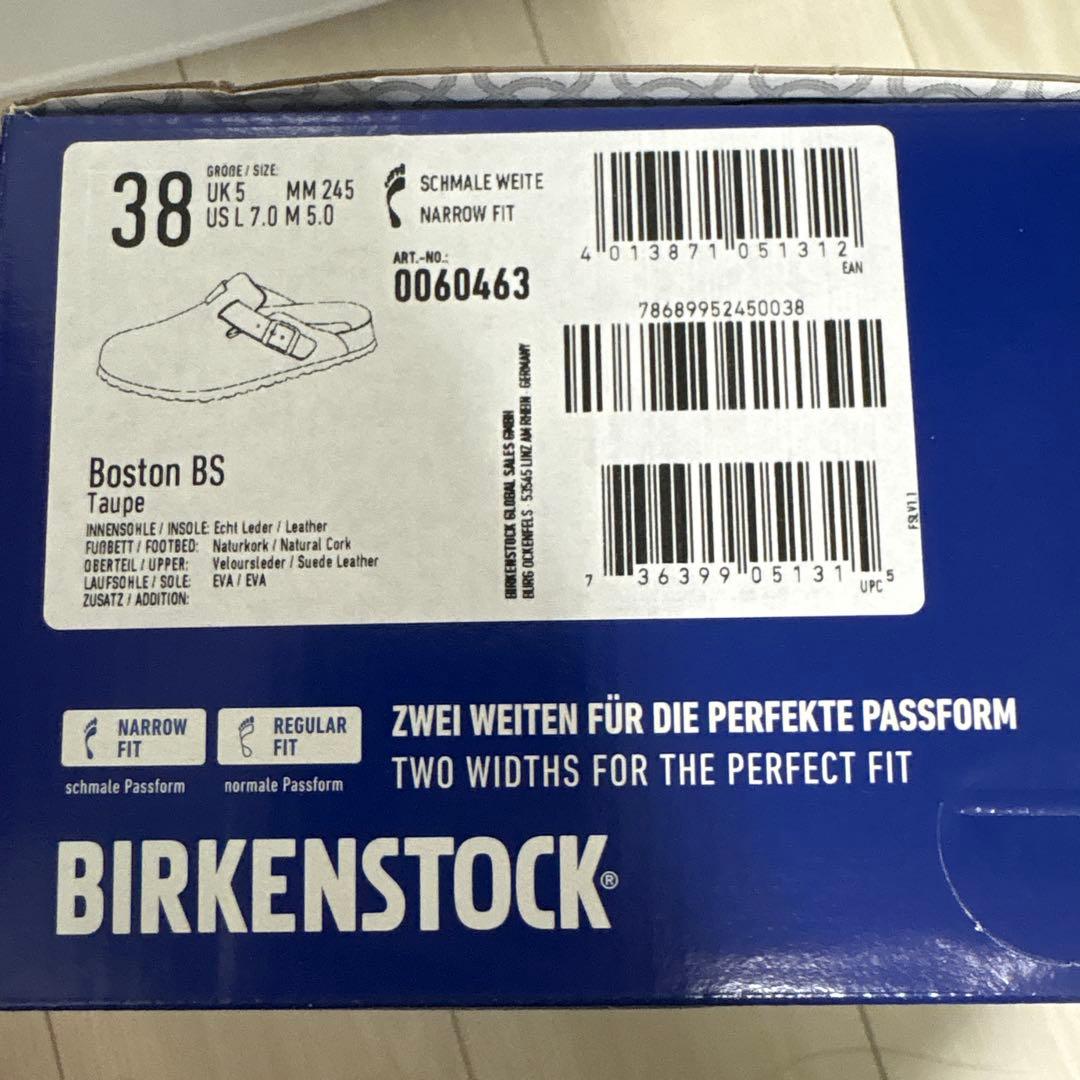 38
GRÖßE / SIZE:
UK 5 MM 245
US L 7.0 M 5.0
SCHMALE WEITE
NARROW FIT
ART.-NO.:
0060463
4 013871 051312
EAN
78689952450038
7 36399 05131 5
UPC
FSLV1.1
BIRKENSTOCK GLOBAL SALES GMBH
BURG OCKENFELS · 53545 LINZ AM RHEIN · GERMANY
Boston BS
Taupe
INNENSOHLE / INSOLE: Echt Leder / Leather
FUßBETT / FOOTBED: Naturkork / Natural Cork
OBERTEIL / UPPER: Veloursleder / Suede Leather
LAUFSOHLE / SOLE: EVA / EVA
ZUSATZ / ADDITION:
NARROW
FIT
schmale Passform
REGULAR
FIT
normale Passform
ZWEI WEITEN FÜR DIE PERFEKTE PASSFORM
TWO WIDTHS FOR THE PERFECT FIT
BIRKENSTOCK®